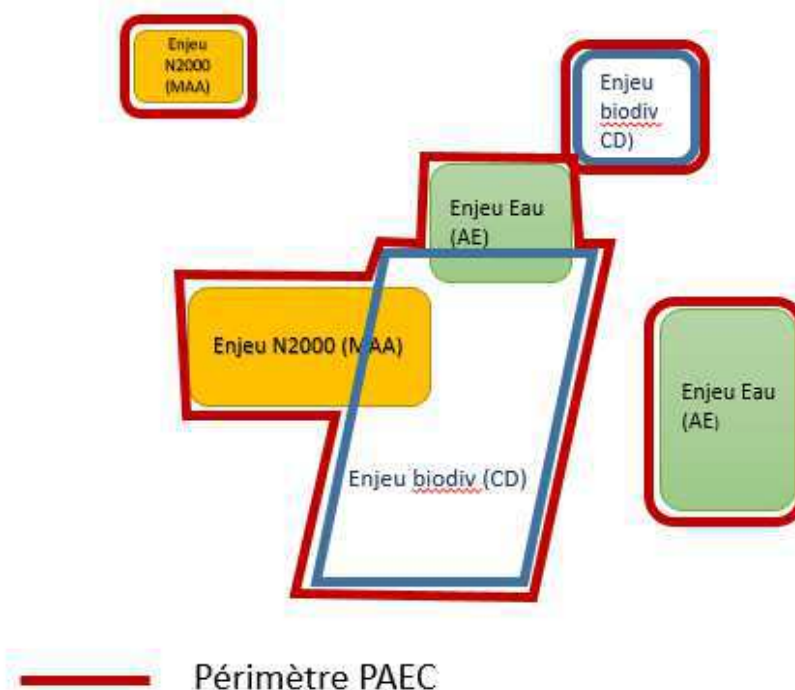 Enjeu
N2000
(MAA)
Enjeu
biodiv
CD)
Enjeu Eau
(AE)
Enjeu N2000 (MAA)
Enjeu Eau
(AE)
Enjeu biodiv (CD)
Périmètre PAEC